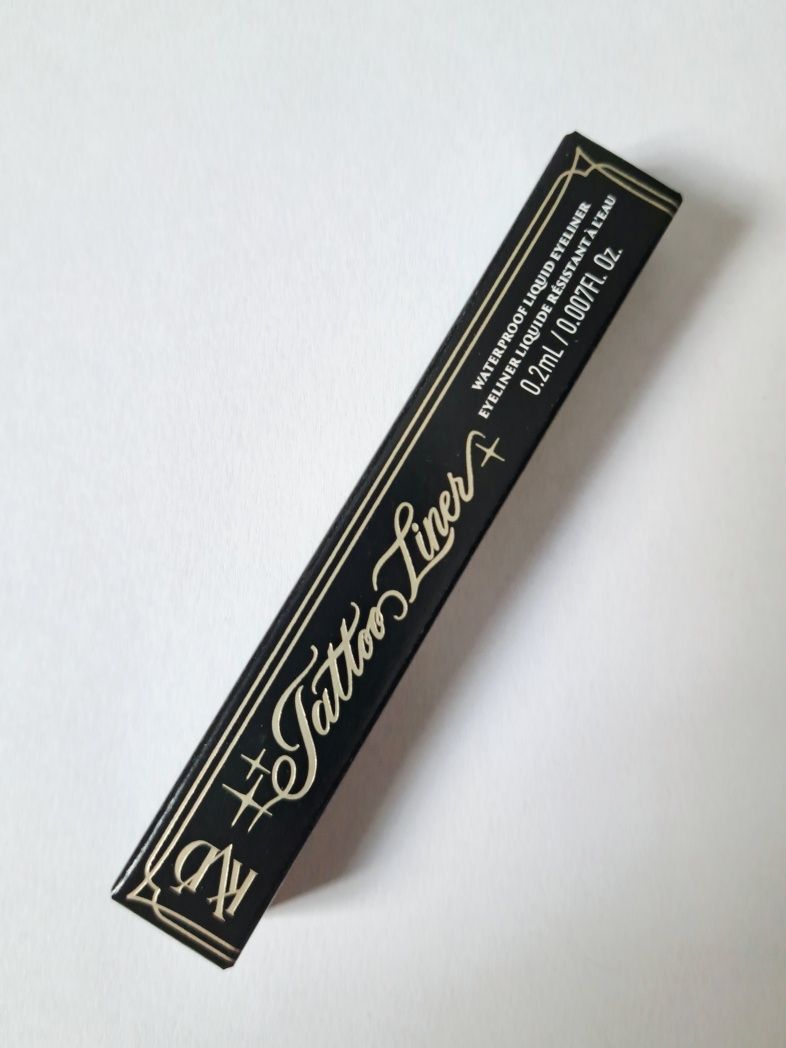 KVD
Tattoo Liner
WATERPROOF LIQUID EYELINER
EYELINER LIQUIDE RÉSISTANT À L'EAU
0.2mL / 0.007Fl. Oz.